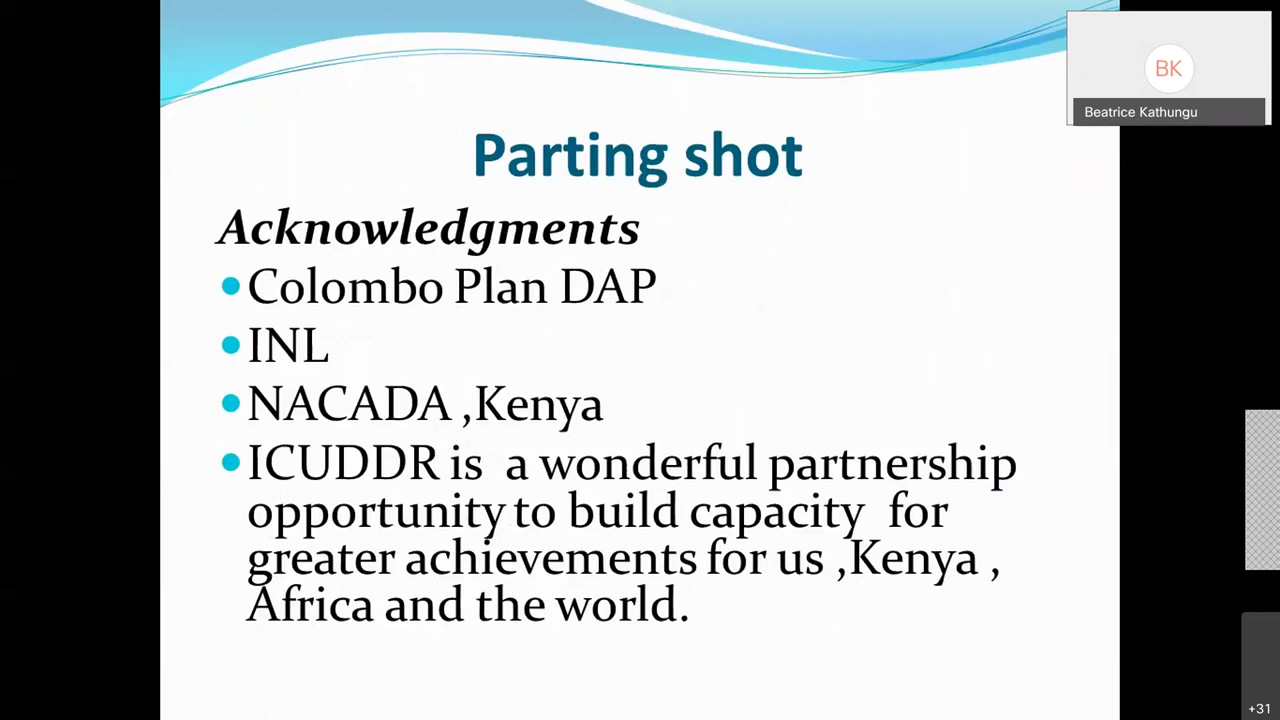 BK
Beatrice Kathungu
Parting shot
Acknowledgments
•Colombo Plan DAP
•INL
•NACADA ,Kenya
•ICUDDR is  a wonderful partnership
opportunity to build capacity  for
greater achievements for us ,Kenya ,
Africa and the world.
+31